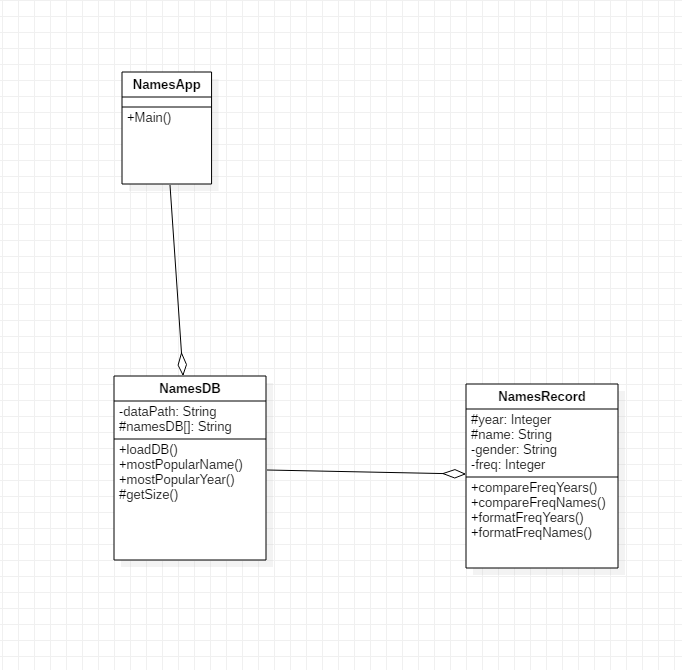 NamesApp
+Main()
NamesDB
-dataPath: String
#namesDB[]: String
+loadDB()
+mostPopularName()
+mostPopularYear()
#getSize()
NamesRecord
#year: Integer
#name: String
-gender: String
-freq: Integer
+compareFreqYears()
+compareFreqNames()
+formatFreqYears()
+formatFreqNames()